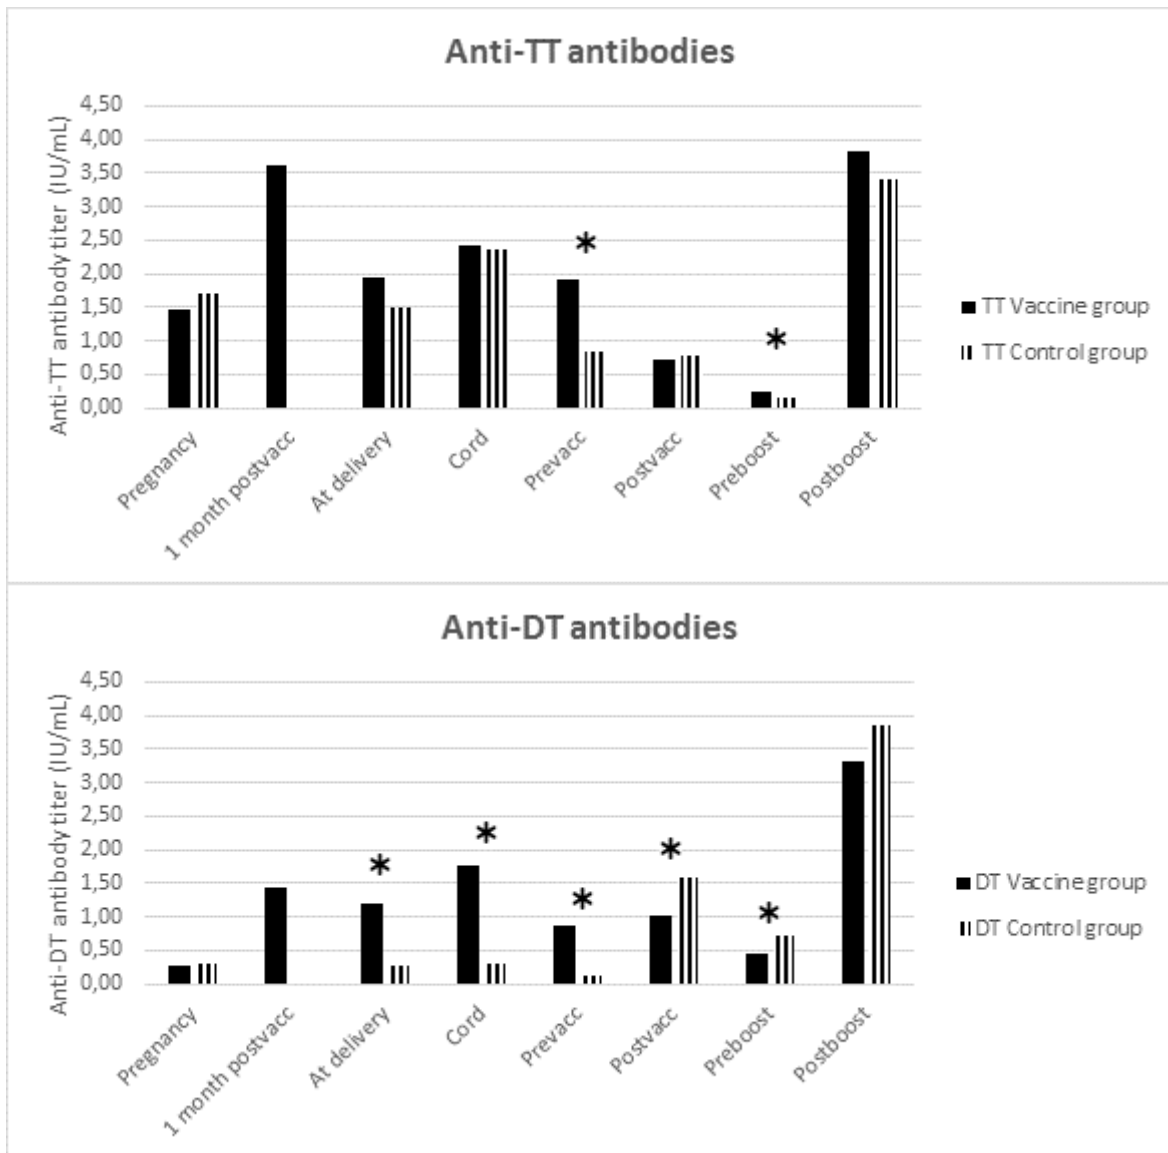 Anti-TT antibodies
Anti-TT antibody titer (IU/mL)
4,50
4,00
3,50
3,00
2,50
2,00
1,50
1,00
0,50
0,00
*
*
Pregnancy
1 month postvacc
At delivery
Cord
Prevacc
Postvacc
Preboost
Postboost
TT Vaccine group
TT Control group
Anti-DT antibodies
Anti-DT antibody titer (IU/mL)
4,50
4,00
3,50
3,00
2,50
2,00
1,50
1,00
0,50
0,00
*
*
*
*
*
Pregnancy
1 month postvacc
At delivery
Cord
Prevacc
Postvacc
Preboost
Postboost
DT Vaccine group
DT Control group